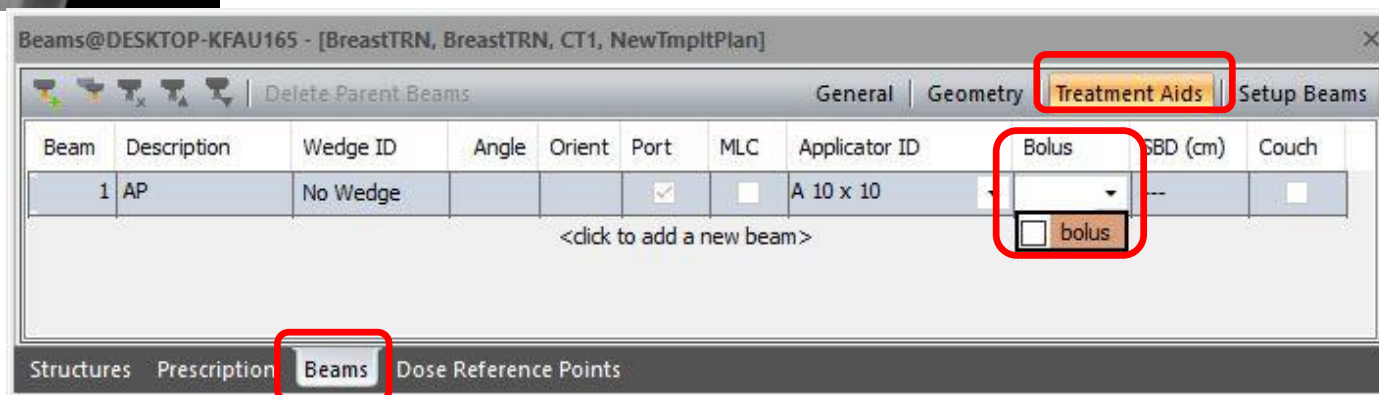 Beams@DESKTOP-KFAU165 - [BreastTRN, BreastTRN, CT1, NewTmpltPlan]
Delete Parent Beams General Geometry Treatment Aids Setup Beams
Beam Description Wedge ID Angle Orient Port MLC Applicator ID Bolus SBD (cm) Couch
1 AP No Wedge A 10 x 10 ---
<click to add a new beam> bolus
Structures Prescription Beams Dose Reference Points